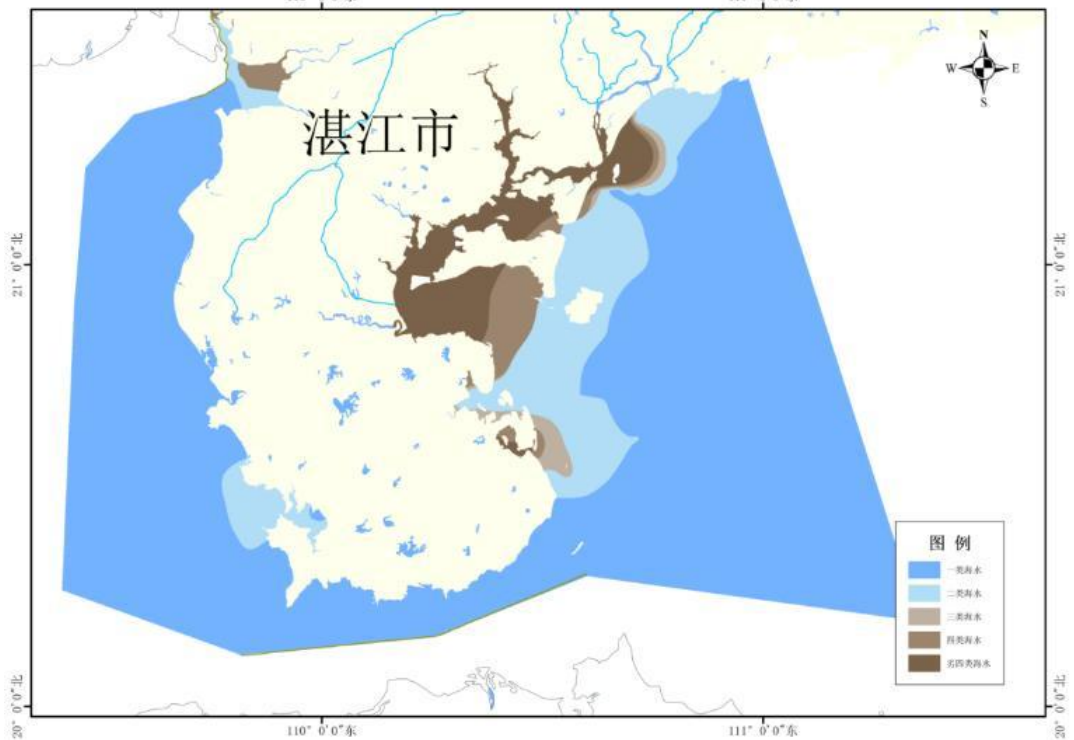 N
W E
S
湛江市
21° 0′0″北
21° 0′0″北
图 例
一类海水
二类海水
三类海水
四类海水
劣四类海水
20° 0′0″北
20° 0′0″北
110° 0′0″东
111° 0′0″东